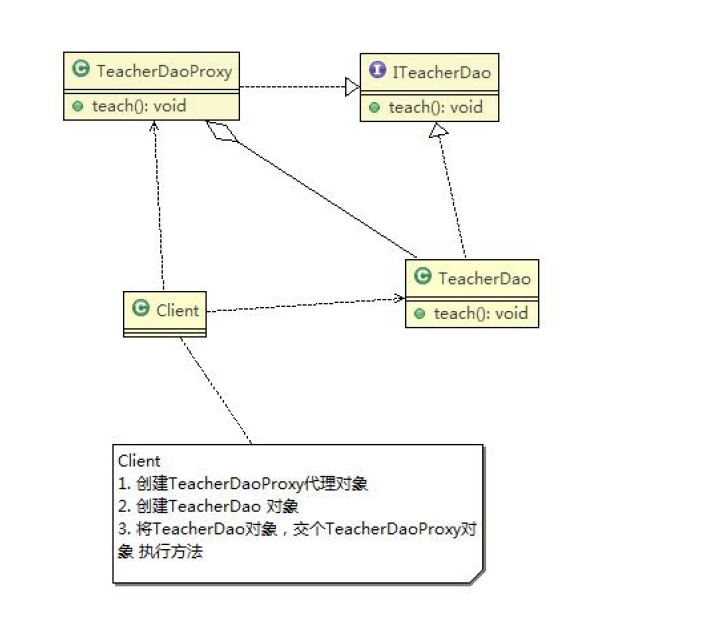 TeacherDaoProxy
teach(): void
ITeacherDao
teach(): void
TeacherDao
teach(): void
Client
Client
1. 创建TeacherDaoProxy代理对象
2. 创建TeacherDao 对象
3. 将TeacherDao对象，交个TeacherDaoProxy对
象 执行方法